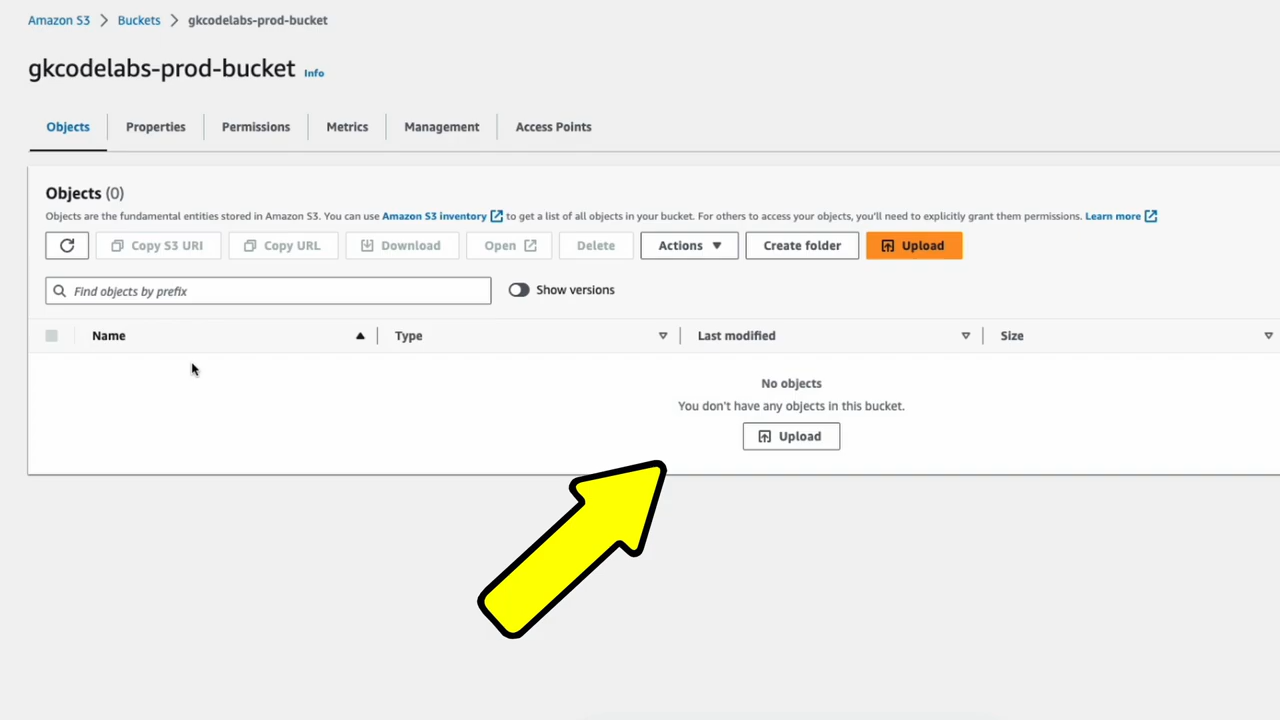 Amazon S3 > Buckets > gkcodelabs-prod-bucket
gkcodelabs-prod-bucket Info
Objects Properties Permissions Metrics Management Access Points
Objects (0)
Objects are the fundamental entities stored in Amazon S3. You can use Amazon S3 inventory to get a list of all objects in your bucket. For others to access your objects, you'll need to explicitly grant them permissions. Learn more
Copy S3 URI Copy URL Download Open Delete Actions Create folder Upload
Find objects by prefix Show versions
Name Type Last modified Size
No objects
You don't have any objects in this bucket.
Upload